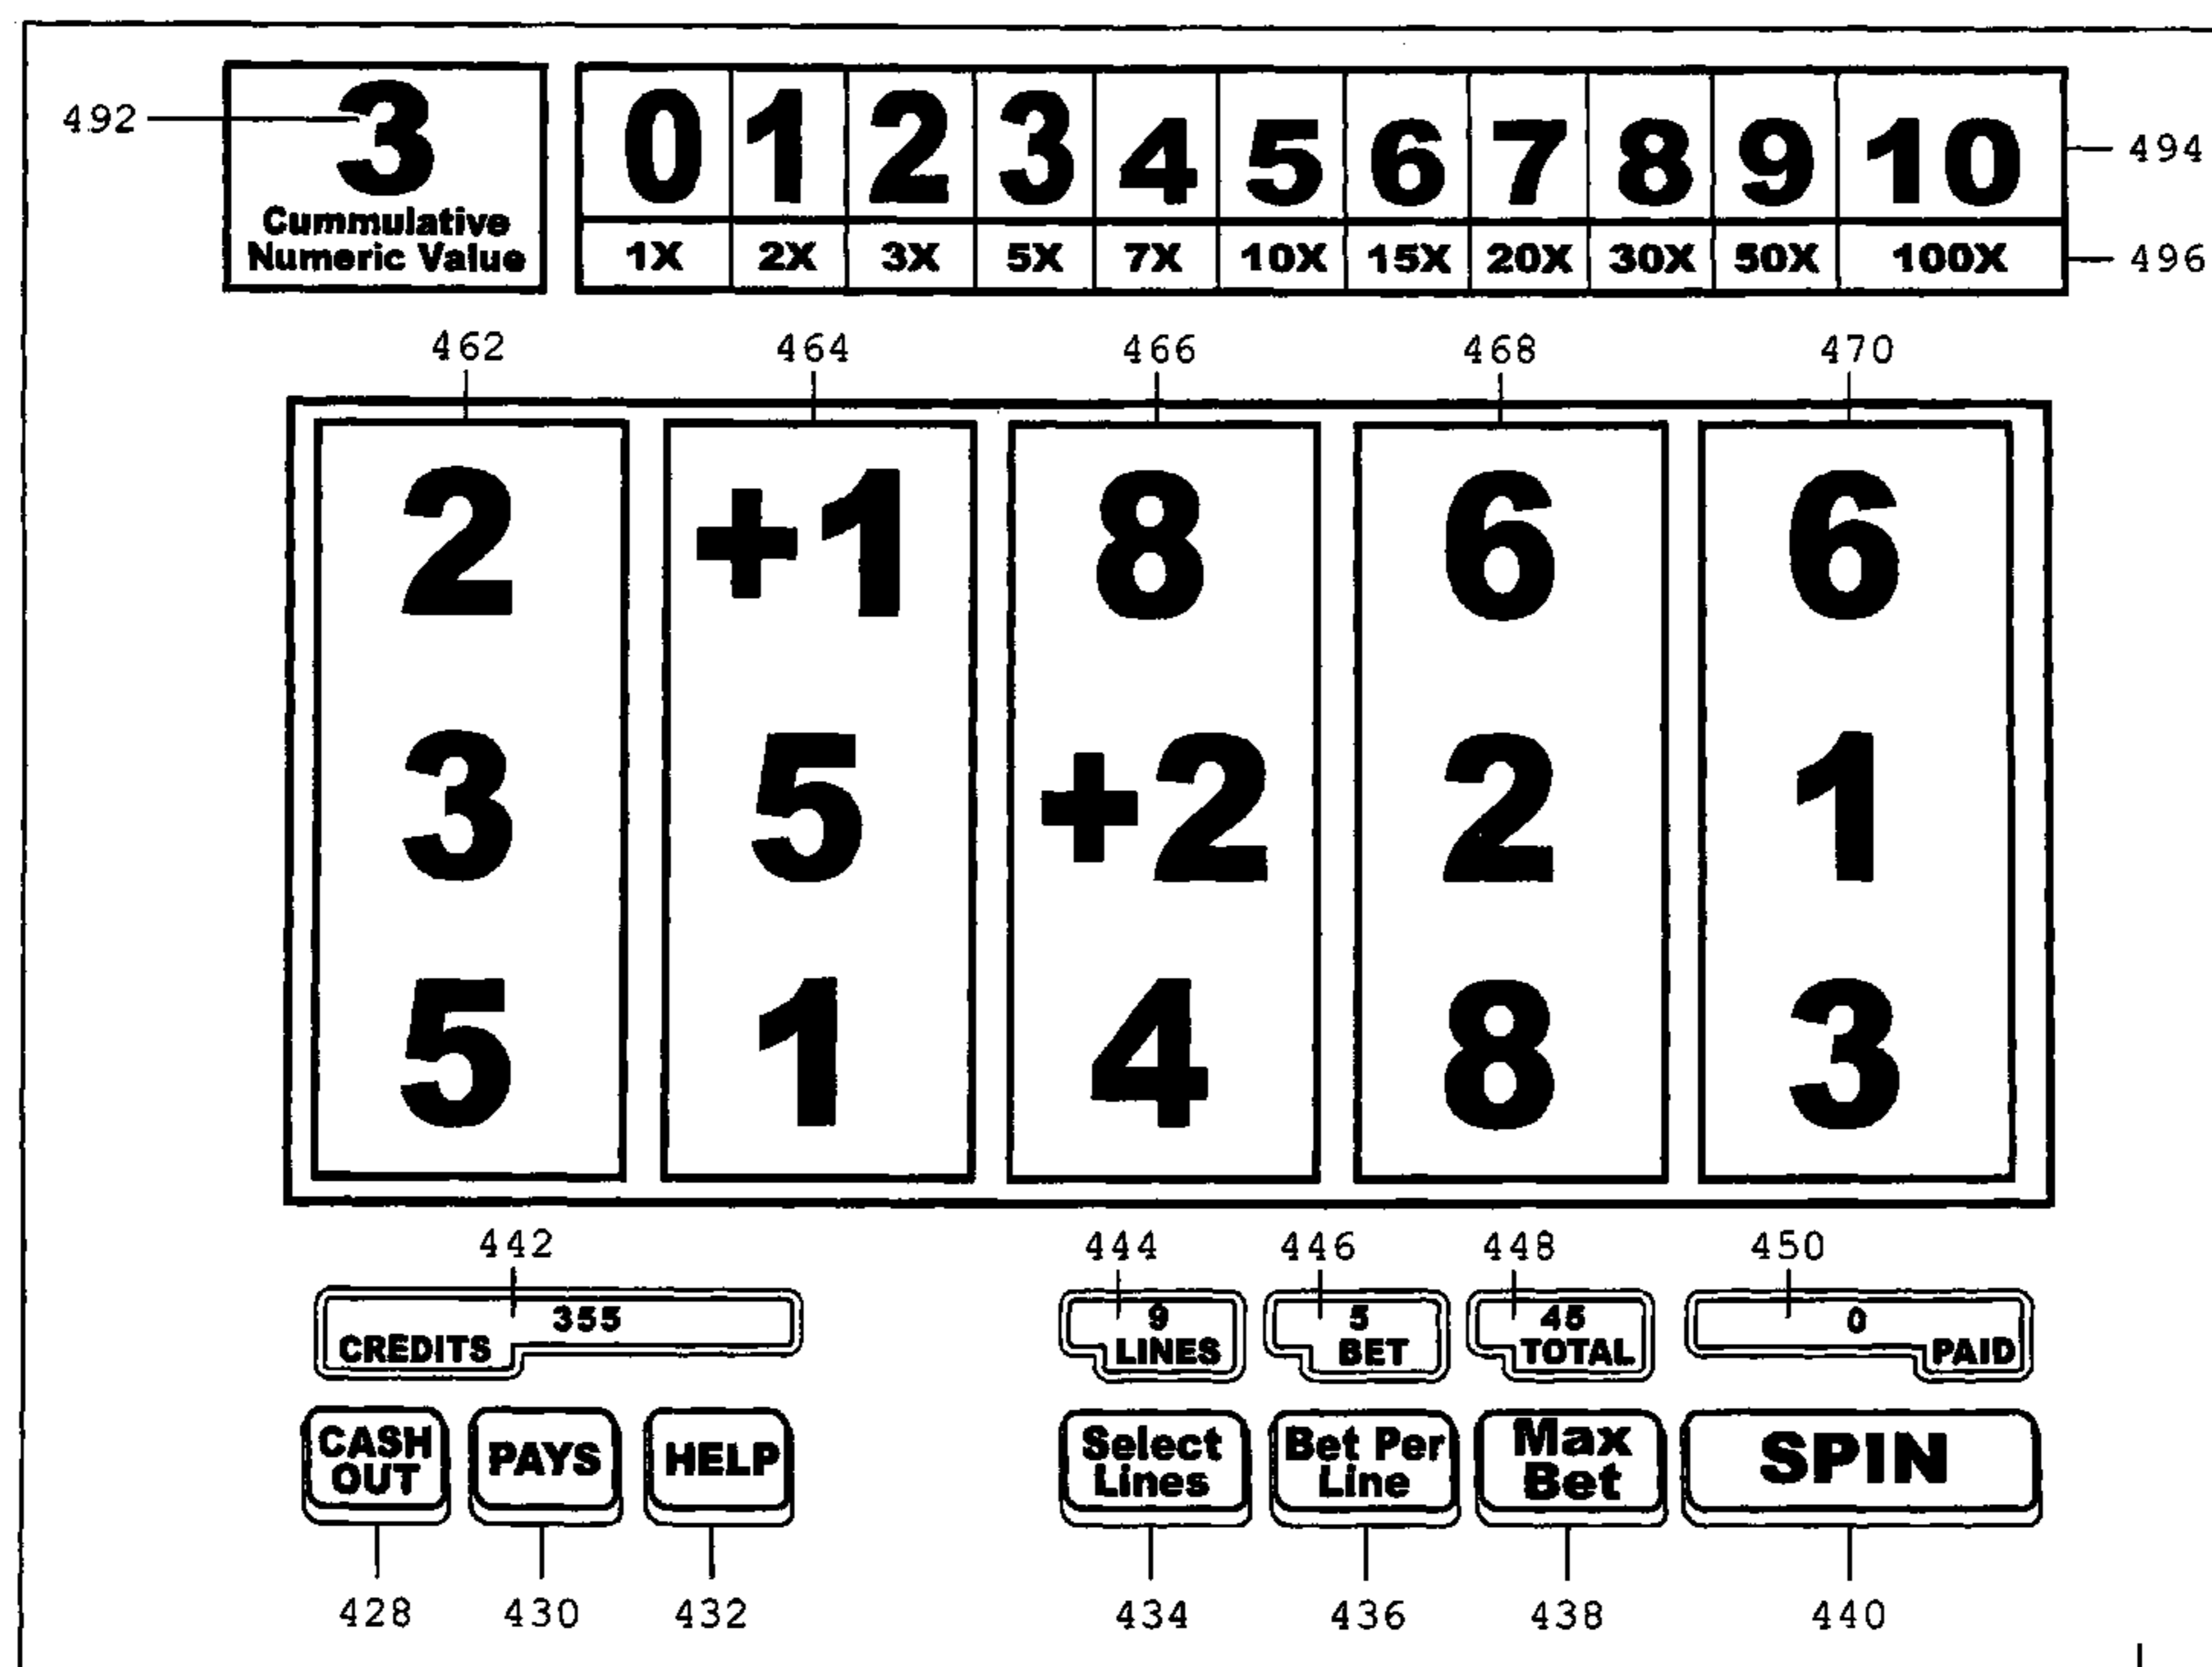 492 3 0 1 2 3 4 5 6 7 8 9 10 494
Cummulative
Numeric Value 1X 2X 3X 5X 7X 10X 15X 20X 30X 50X 100X 496
462 464 466 468 470
2 +1 8 6 6
3 5 +2 2 1
5 1 4 8 3
442 444 446 448 450
355 9 5 45 0
CREDITS LINES BET TOTAL PAID
CASH OUT PAYS HELP Select Lines Bet Per Line Max Bet SPIN
428 430 432 434 436 438 440